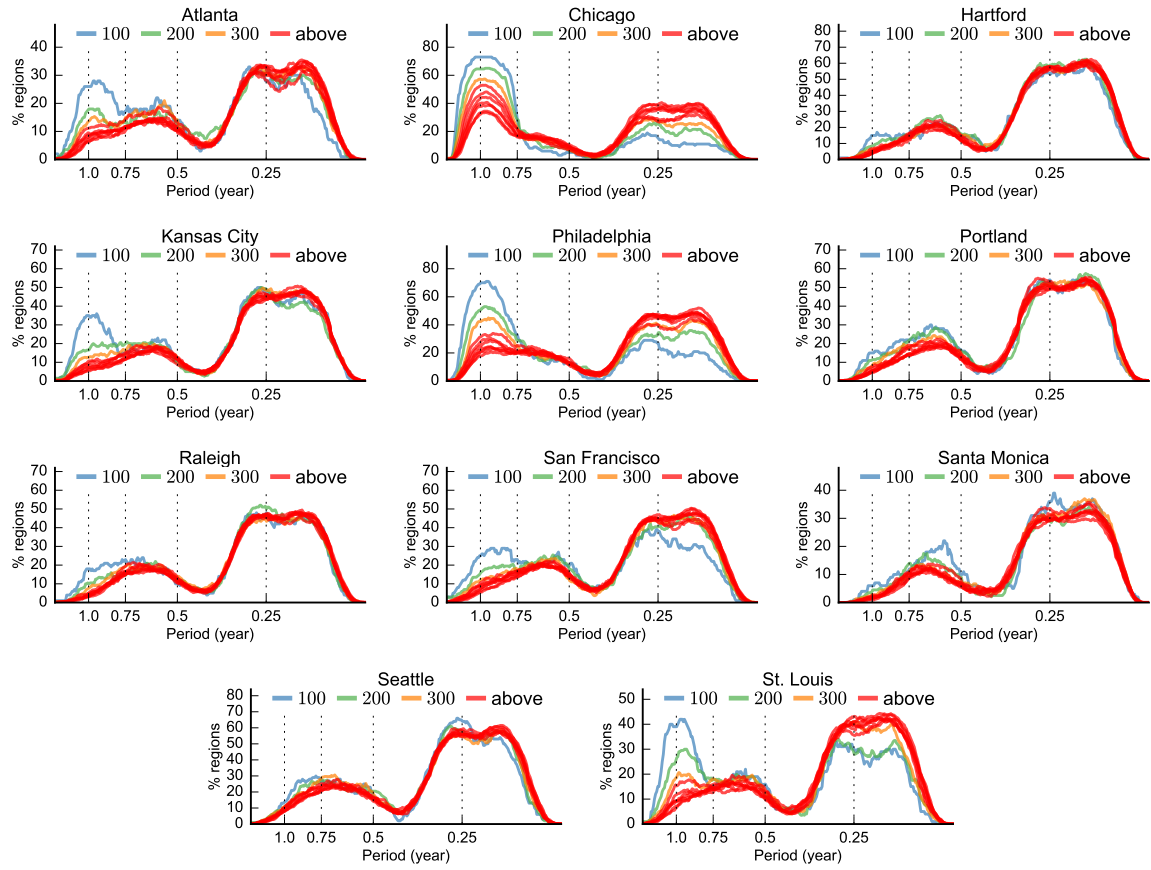 Atlanta
100 200 300 above
% regions
40
30
20
10
0
1.0 0.75 0.5 0.25
Period (year)
Chicago
100 200 300 above
% regions
80
60
40
20
0
1.0 0.75 0.5 0.25
Period (year)
Hartford
100 200 300 above
% regions
80
70
60
50
40
30
20
10
0
1.0 0.75 0.5 0.25
Period (year)
Kansas City
100 200 300 above
% regions
70
60
50
40
30
20
10
0
1.0 0.75 0.5 0.25
Period (year)
Philadelphia
100 200 300 above
% regions
80
60
40
20
0
1.0 0.75 0.5 0.25
Period (year)
Portland
100 200 300 above
% regions
70
60
50
40
30
20
10
0
1.0 0.75 0.5 0.25
Period (year)
Raleigh
100 200 300 above
% regions
70
60
50
40
30
20
10
0
1.0 0.75 0.5 0.25
Period (year)
San Francisco
100 200 300 above
% regions
70
60
50
40
30
20
10
0
1.0 0.75 0.5 0.25
Period (year)
Santa Monica
100 200 300 above
% regions
40
30
20
10
0
1.0 0.75 0.5 0.25
Period (year)
Seattle
100 200 300 above
% regions
80
70
60
50
40
30
20
10
0
1.0 0.75 0.5 0.25
Period (year)
St. Louis
100 200 300 above
% regions
50
40
30
20
10
0
1.0 0.75 0.5 0.25
Period (year)